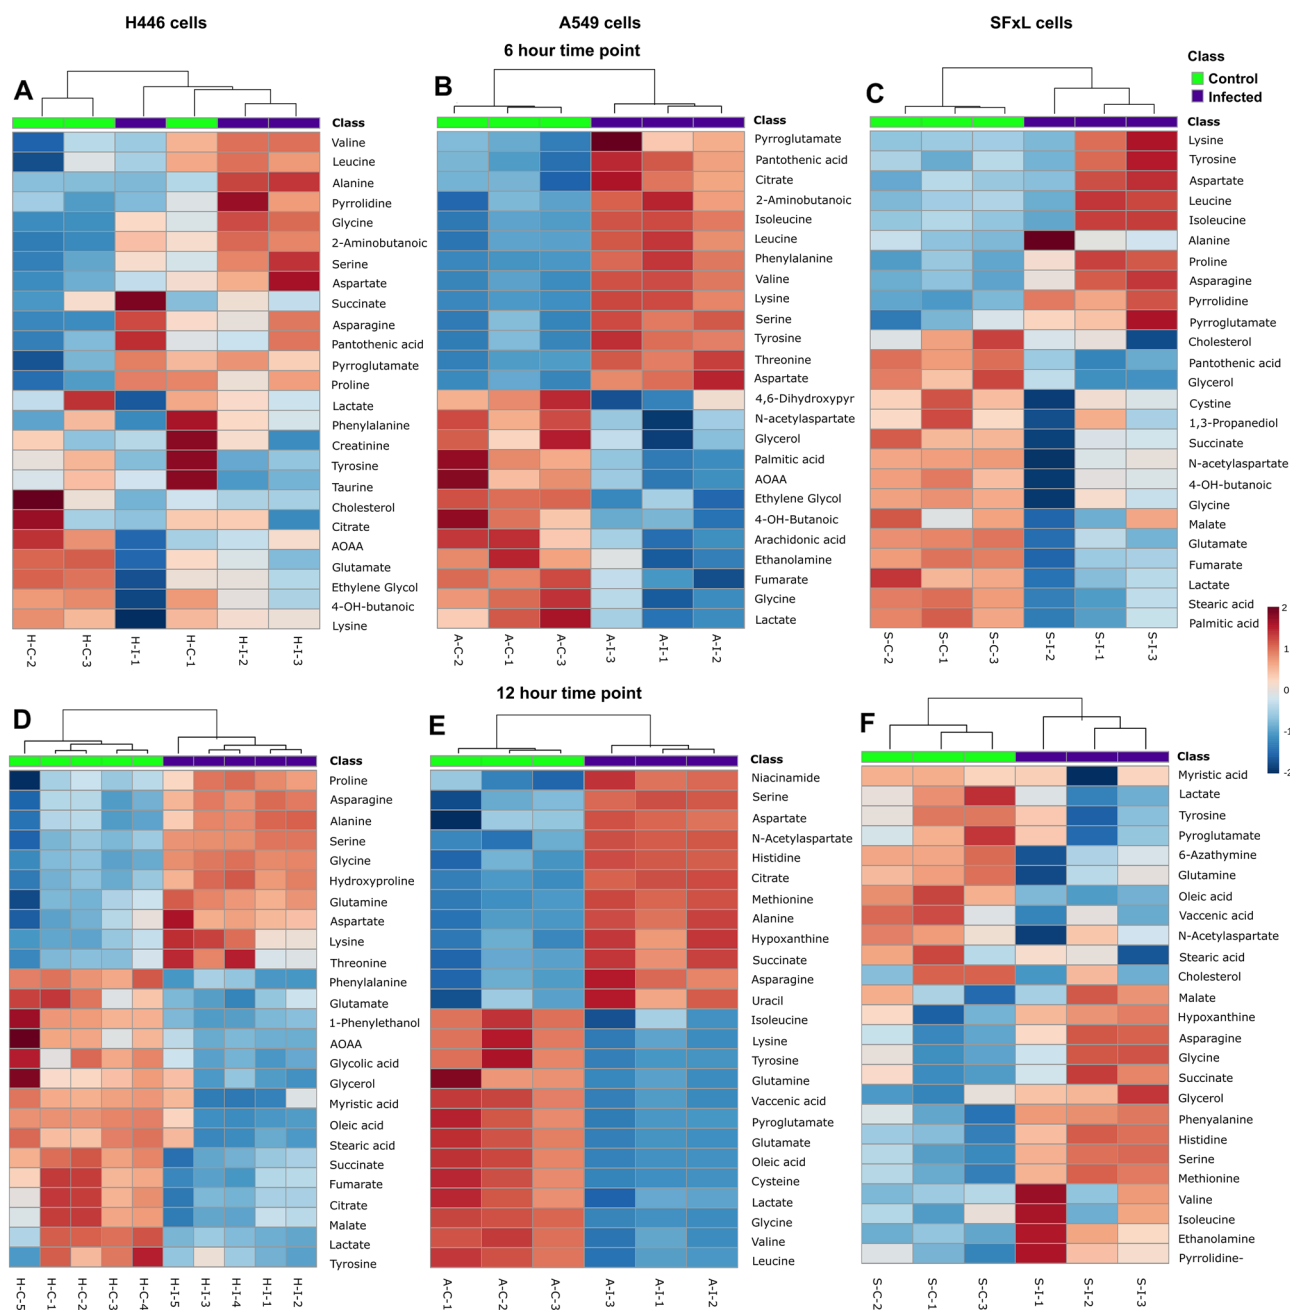 H446 cells
A549 cells
SFxL cells
6 hour time point
Class
Control
Infected
A
Class
Valine
Leucine
Alanine
Pyrrolidine
Glycine
2-Aminobutanoic
Serine
Aspartate
Succinate
Asparagine
Pantothenic acid
Pyrroglutamate
Proline
Lactate
Phenylalanine
Creatinine
Tyrosine
Taurine
Cholesterol
Citrate
AOAA
Glutamate
Ethylene Glycol
4-OH-butanoic
Lysine
H-C-2
H-C-3
H-I-1
H-C-1
H-I-2
H-I-3
B
Class
Pyrroglutamate
Pantothenic acid
Citrate
2-Aminobutanoic
Isoleucine
Leucine
Phenylalanine
Valine
Lysine
Serine
Tyrosine
Threonine
Aspartate
4,6-Dihydroxypyr
N-acetylaspartate
Glycerol
Palmitic acid
AOAA
Ethylene Glycol
4-OH-Butanoic
Arachidonic acid
Ethanolamine
Fumarate
Glycine
Lactate
A-C-2
A-C-1
A-C-3
A-I-3
A-I-1
A-I-2
C
Class
Lysine
Tyrosine
Aspartate
Leucine
Isoleucine
Alanine
Proline
Asparagine
Pyrrolidine
Pyrroglutamate
Cholesterol
Pantothenic acid
Glycerol
Cystine
1,3-Propanediol
Succinate
N-acetylaspartate
4-OH-butanoic
Glycine
Malate
Glutamate
Fumarate
Lactate
Stearic acid
Palmitic acid
S-C-2
S-C-1
S-C-3
S-I-2
S-I-1
S-I-3
2
1
0
-1
-2
12 hour time point
D
Class
Proline
Asparagine
Alanine
Serine
Glycine
Hydroxyproline
Glutamine
Aspartate
Lysine
Threonine
Phenylalanine
Glutamate
1-Phenylethanol
AOAA
Glycolic acid
Glycerol
Myristic acid
Oleic acid
Stearic acid
Succinate
Fumarate
Citrate
Malate
Lactate
Tyrosine
H-C-5
H-C-1
H-C-2
H-C-3
H-C-4
H-I-5
H-I-3
H-I-4
H-I-1
H-I-2
E
Class
Niacinamide
Serine
Aspartate
N-Acetylaspartate
Histidine
Citrate
Methionine
Alanine
Hypoxanthine
Succinate
Asparagine
Uracil
Isoleucine
Lysine
Tyrosine
Glutamine
Vaccenic acid
Pyroglutamate
Glutamate
Oleic acid
Cysteine
Lactate
Glycine
Valine
Leucine
A-C-1
A-C-2
A-C-3
A-I-3
A-I-1
A-I-2
F
Class
Myristic acid
Lactate
Tyrosine
Pyroglutamate
6-Azathymine
Glutamine
Oleic acid
Vaccenic acid
N-Acetylaspartate
Stearic acid
Cholesterol
Malate
Hypoxanthine
Asparagine
Glycine
Succinate
Glycerol
Phenyalanine
Histidine
Serine
Methionine
Valine
Isoleucine
Ethanolamine
Pyrrolidine-
S-C-2
S-C-1
S-C-3
S-I-1
S-I-2
S-I-3